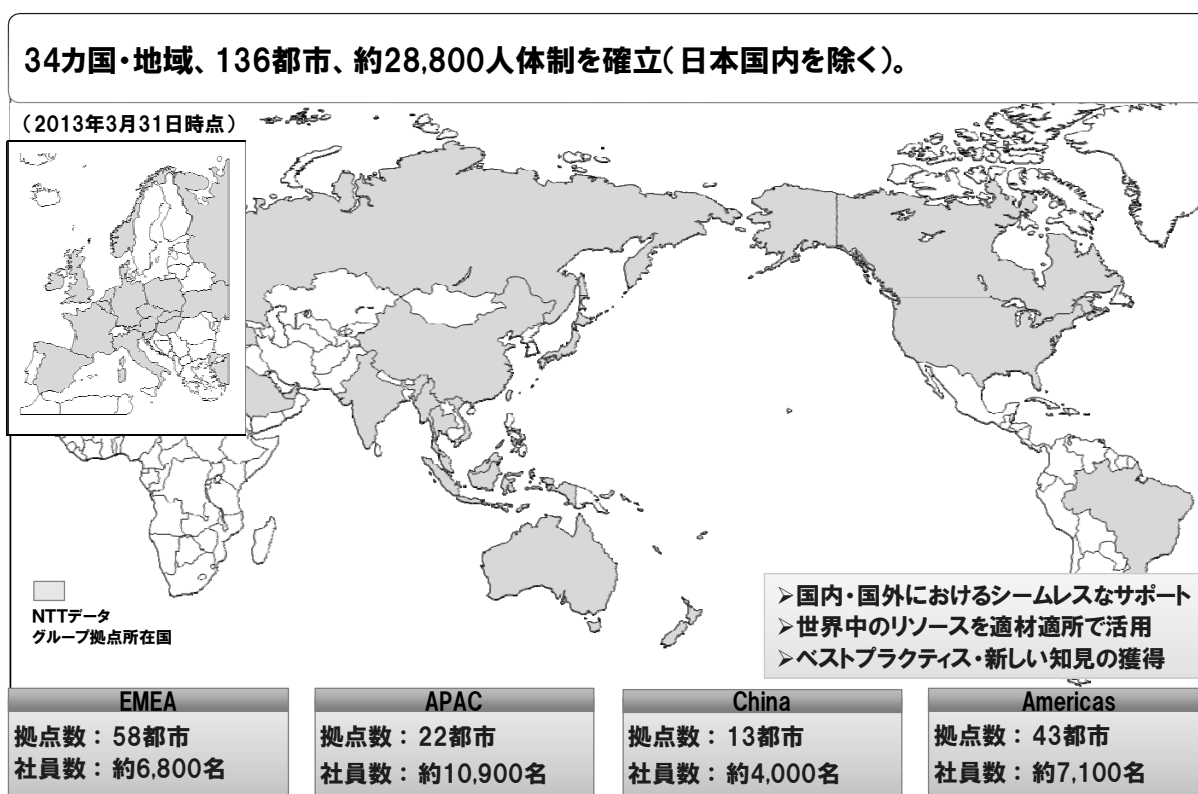 34カ国・地域、136都市、約28,800人体制を確立(日本国内を除く)。
(2013年3月31日時点)
NTTデータ
グループ拠点所在国
➢国内・国外におけるシームレスなサポート
➢世界中のリソースを適材適所で活用
➢ベストプラクティス・新しい知見の獲得
EMEA
拠点数：58都市
社員数：約6,800名
APAC
拠点数：22都市
社員数：約10,900名
China
拠点数：13都市
社員数：約4,000名
Americas
拠点数：43都市
社員数：約7,100名